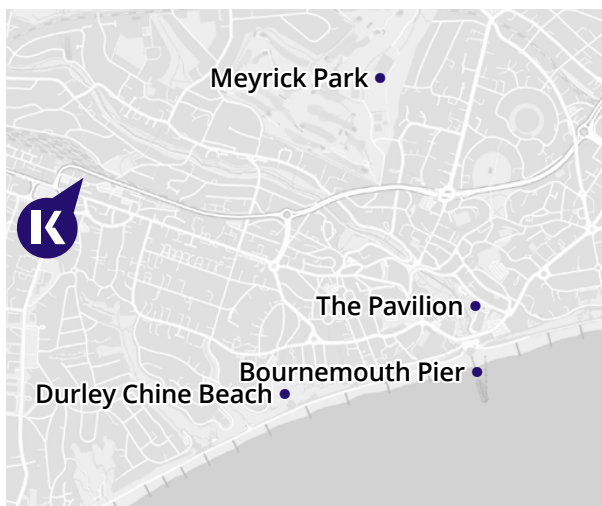 Meyrick Park
K
The Pavilion
Bournemouth Pier
Durley Chine Beach